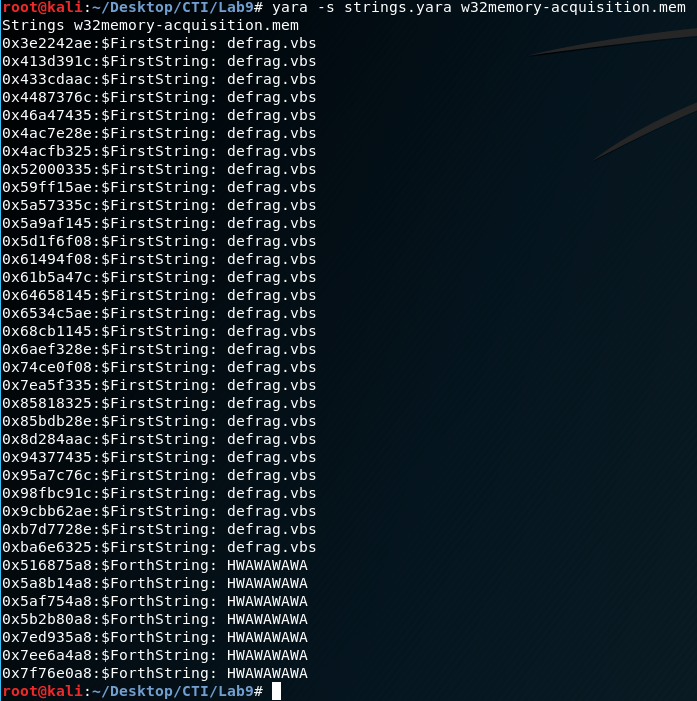 root@kali:~/Desktop/CTI/Lab9# yara -s strings.yara w32memory-acquisition.mem
Strings w32memory-acquisition.mem
0x3e2242ae:$FirstString: defrag.vbs
0x413d391c:$FirstString: defrag.vbs
0x433cdaac:$FirstString: defrag.vbs
0x4487376c:$FirstString: defrag.vbs
0x46a47435:$FirstString: defrag.vbs
0x4ac7e28e:$FirstString: defrag.vbs
0x4acfb325:$FirstString: defrag.vbs
0x52000335:$FirstString: defrag.vbs
0x59ff15ae:$FirstString: defrag.vbs
0x5a57335c:$FirstString: defrag.vbs
0x5a9af145:$FirstString: defrag.vbs
0x5d1f6f08:$FirstString: defrag.vbs
0x61494f08:$FirstString: defrag.vbs
0x61b5a47c:$FirstString: defrag.vbs
0x64658145:$FirstString: defrag.vbs
0x6534c5ae:$FirstString: defrag.vbs
0x68cb1145:$FirstString: defrag.vbs
0x6aef328e:$FirstString: defrag.vbs
0x74ce0f08:$FirstString: defrag.vbs
0x7ea5f335:$FirstString: defrag.vbs
0x85818325:$FirstString: defrag.vbs
0x85bdb28e:$FirstString: defrag.vbs
0x8d284aac:$FirstString: defrag.vbs
0x94377435:$FirstString: defrag.vbs
0x95a7c76c:$FirstString: defrag.vbs
0x98fbc91c:$FirstString: defrag.vbs
0x9cbb62ae:$FirstString: defrag.vbs
0xb7d7728e:$FirstString: defrag.vbs
0xba6e6325:$FirstString: defrag.vbs
0x516875a8:$ForthString: HWAWAWAWA
0x5a8b14a8:$ForthString: HWAWAWAWA
0x5af754a8:$ForthString: HWAWAWAWA
0x5b2b80a8:$ForthString: HWAWAWAWA
0x7ed935a8:$ForthString: HWAWAWAWA
0x7ee6a4a8:$ForthString: HWAWAWAWA
0x7f76e0a8:$ForthString: HWAWAWAWA
root@kali:~/Desktop/CTI/Lab9#